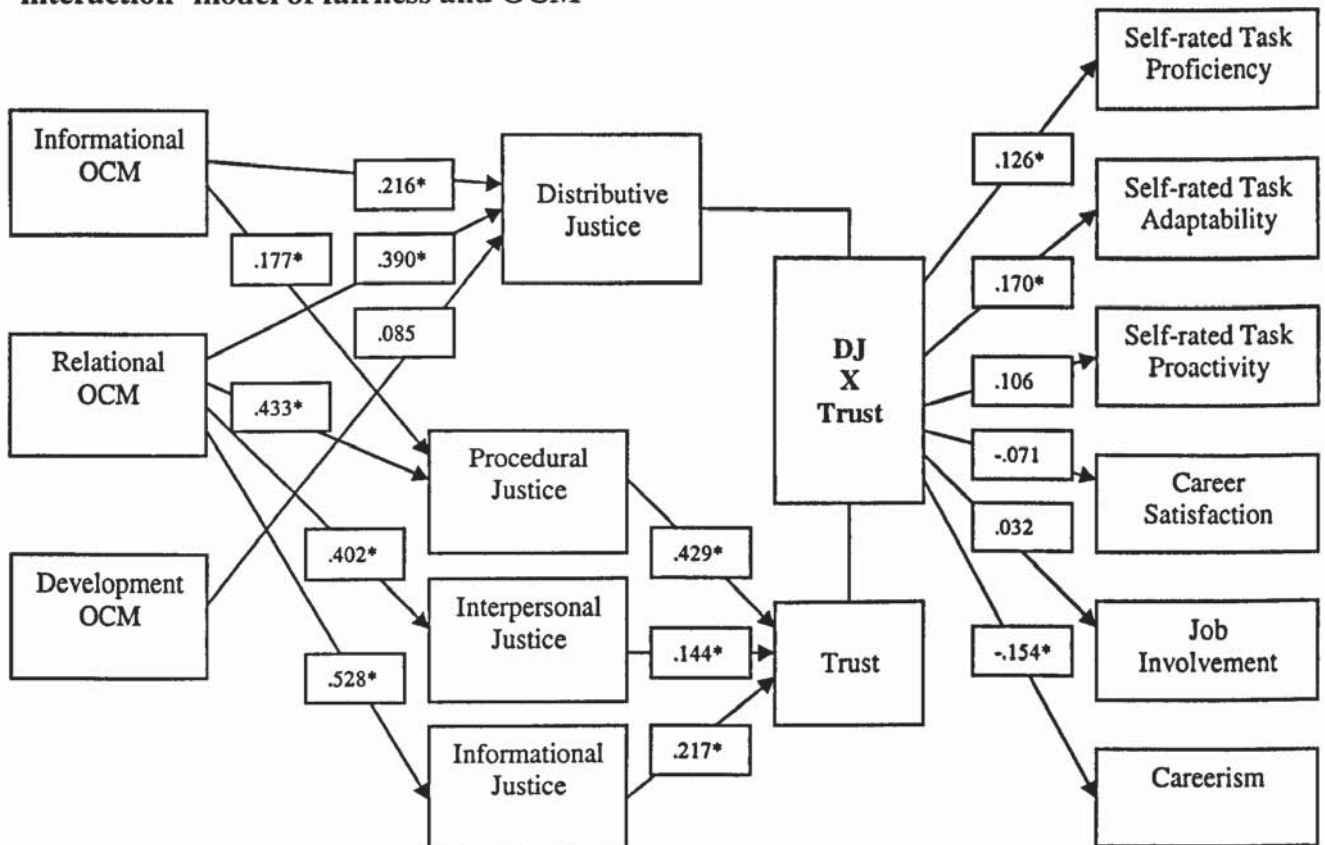 interaction" model of fairness and OCM
Informational
OCM
Relational
OCM
Development
OCM
.216*
.177*
.390*
.085
.433*
.402*
.528*
Distributive
Justice
Procedural
Justice
Interpersonal
Justice
Informational
Justice
.429*
.144*
.217*
DJ
X
Trust
Trust
.126*
.170*
.106
-.071
.032
-.154*
Self-rated Task
Proficiency
Self-rated Task
Adaptability
Self-rated Task
Proactivity
Career
Satisfaction
Job
Involvement
Careerism